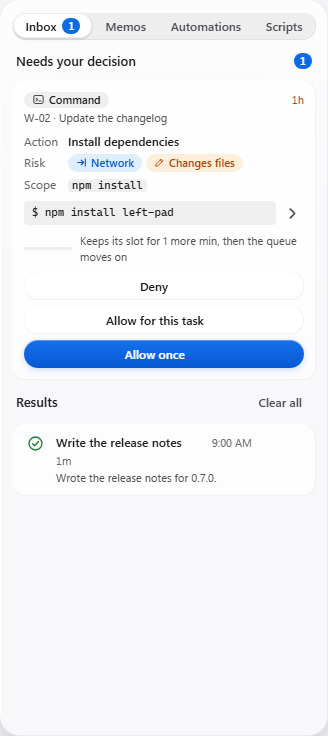 Inbox 1 Memos Automations Scripts
Needs your decision 1
Command 1h
W-02 · Update the changelog
Action Install dependencies
Risk Network Changes files
Scope npm install
$ npm install left-pad
Keeps its slot for 1 more min, then the queue
moves on
Deny
Allow for this task
Allow once
Results Clear all
Write the release notes 9:00 AM
1m
Wrote the release notes for 0.7.0.